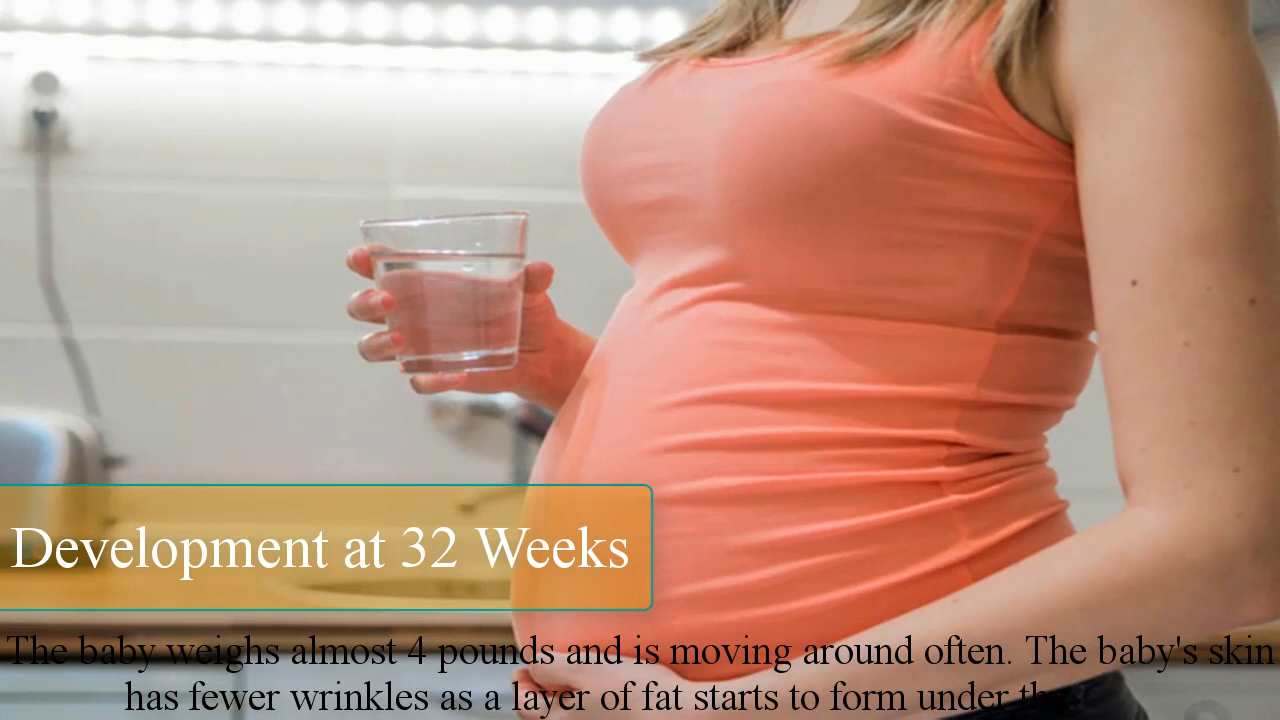 Development at 32 Weeks
The baby weighs almost 4 pounds and is moving around often. The baby's skin
has fewer wrinkles as a layer of fat starts to form under